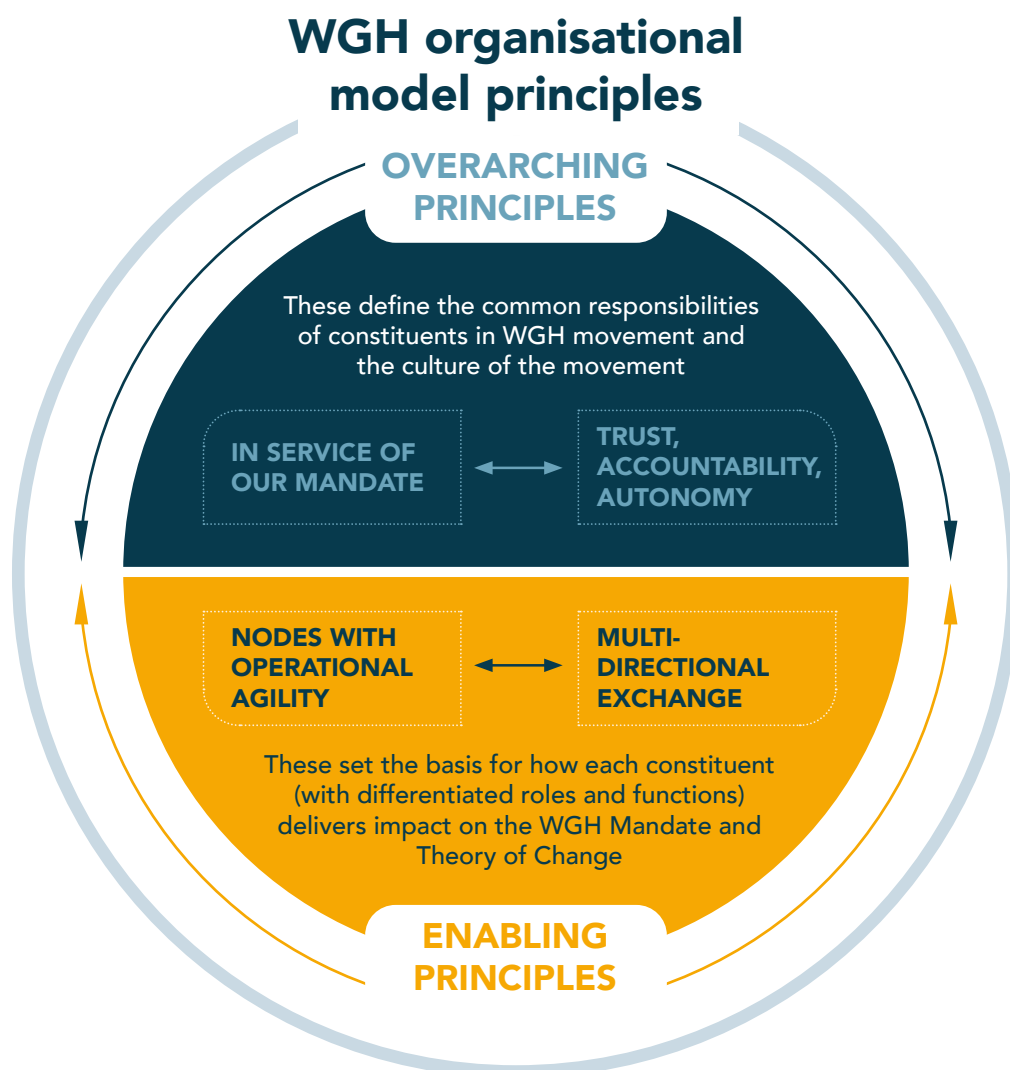 WGH organisational
model principles
OVERARCHING
PRINCIPLES
These define the common responsibilities
of constituents in WGH movement and
the culture of the movement
IN SERVICE OF
OUR MANDATE
TRUST,
ACCOUNTABILITY,
AUTONOMY
NODES WITH
OPERATIONAL
AGILITY
MULTI-
DIRECTIONAL
EXCHANGE
These set the basis for how each constituent
(with differentiated roles and functions)
delivers impact on the WGH Mandate and
Theory of Change
ENABLING
PRINCIPLES